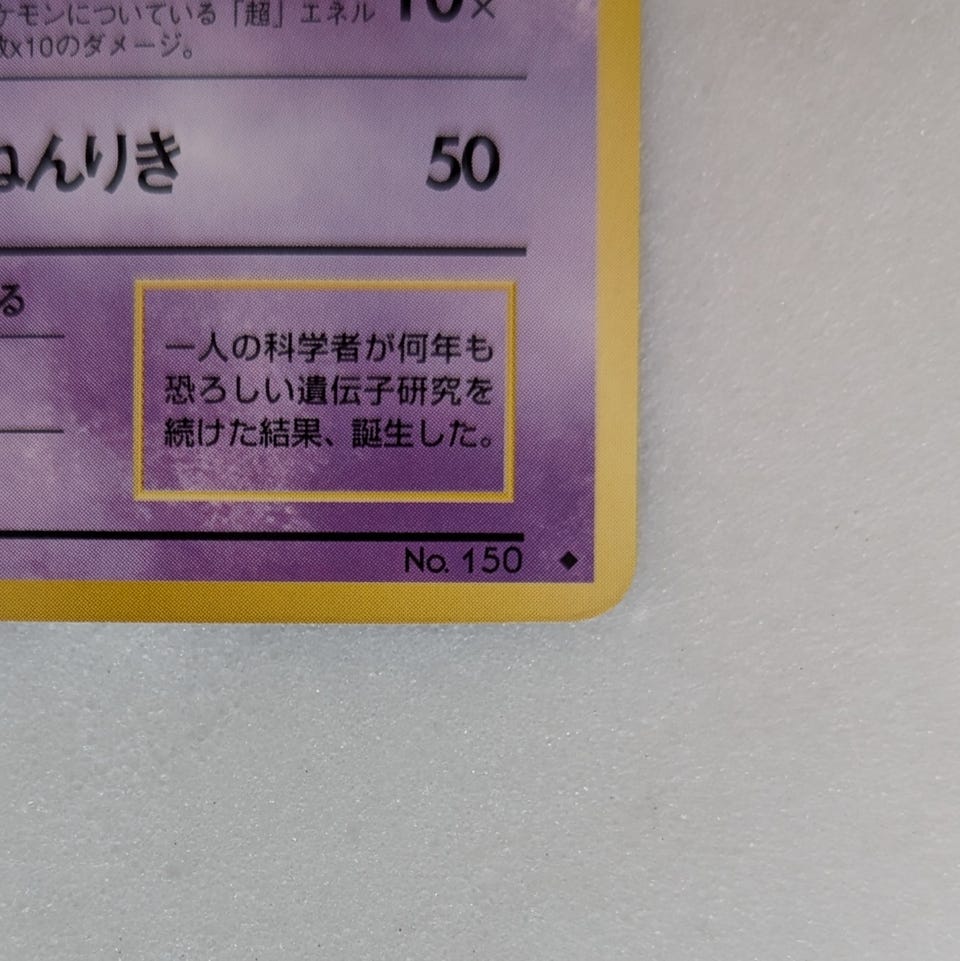 ケモンについている「超」エネル 10×
数x10のダメージ。
ねんりき 50
る
一人の科学者が何年も
恐ろしい遺伝子研究を
続けた結果、誕生した。
No. 150 ◆